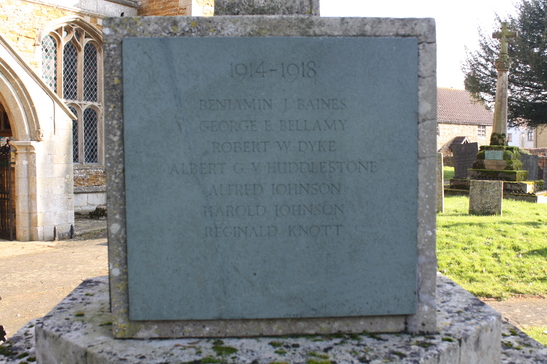 1914-1918
BENJAMIN J BAINES
GEORGE E BELLAMY
ROBERT W DYKE
ALBERT G V HUDDLESTONE
ALFRED JOHNSON
HAROLD JOHNSON
REGINALD KNOTT